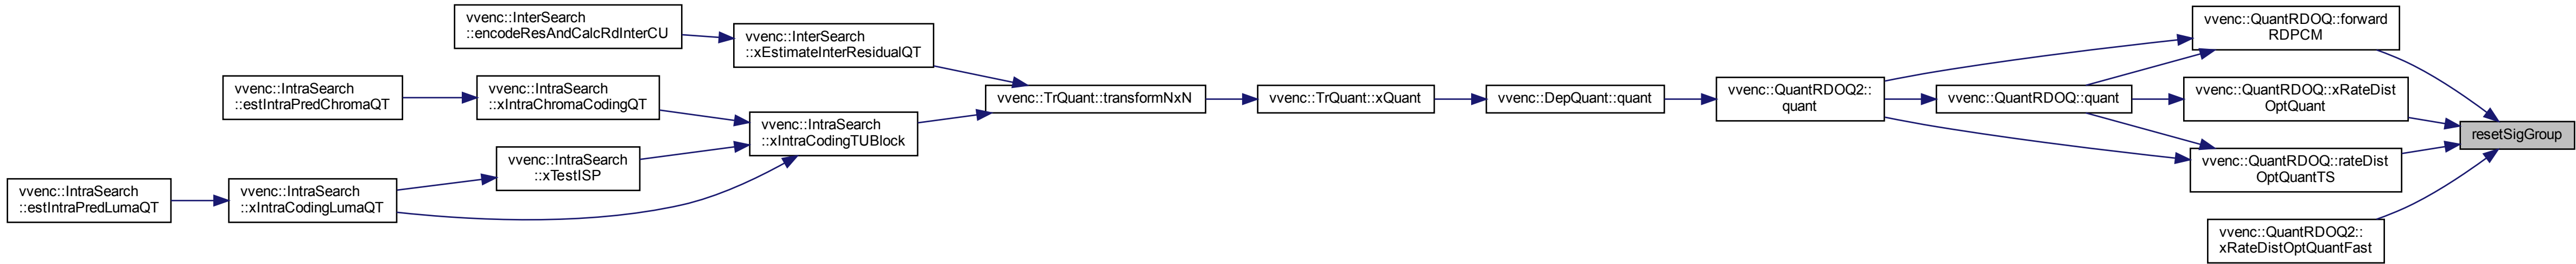 vvenc::InterSearch
::encodeResAndCalcRdInterCU
vvenc::InterSearch
::xEstimateInterResidualQT
vvenc::IntraSearch
::estIntraPredChromaQT
vvenc::IntraSearch
::xIntraChromaCodingQT
vvenc::IntraSearch
::xIntraCodingTUBlock
vvenc::IntraSearch
::xTestISP
vvenc::IntraSearch
::estIntraPredLumaQT
vvenc::IntraSearch
::xIntraCodingLumaQT
vvenc::TrQuant::transformNxN
vvenc::TrQuant::xQuant
vvenc::DepQuant::quant
vvenc::QuantRDOQ2::
quant
vvenc::QuantRDOQ::quant
vvenc::QuantRDOQ::forward
RDPCM
vvenc::QuantRDOQ::xRateDist
OptQuant
vvenc::QuantRDOQ::rateDist
OptQuantTS
vvenc::QuantRDOQ2::
xRateDistOptQuantFast
resetSigGroup